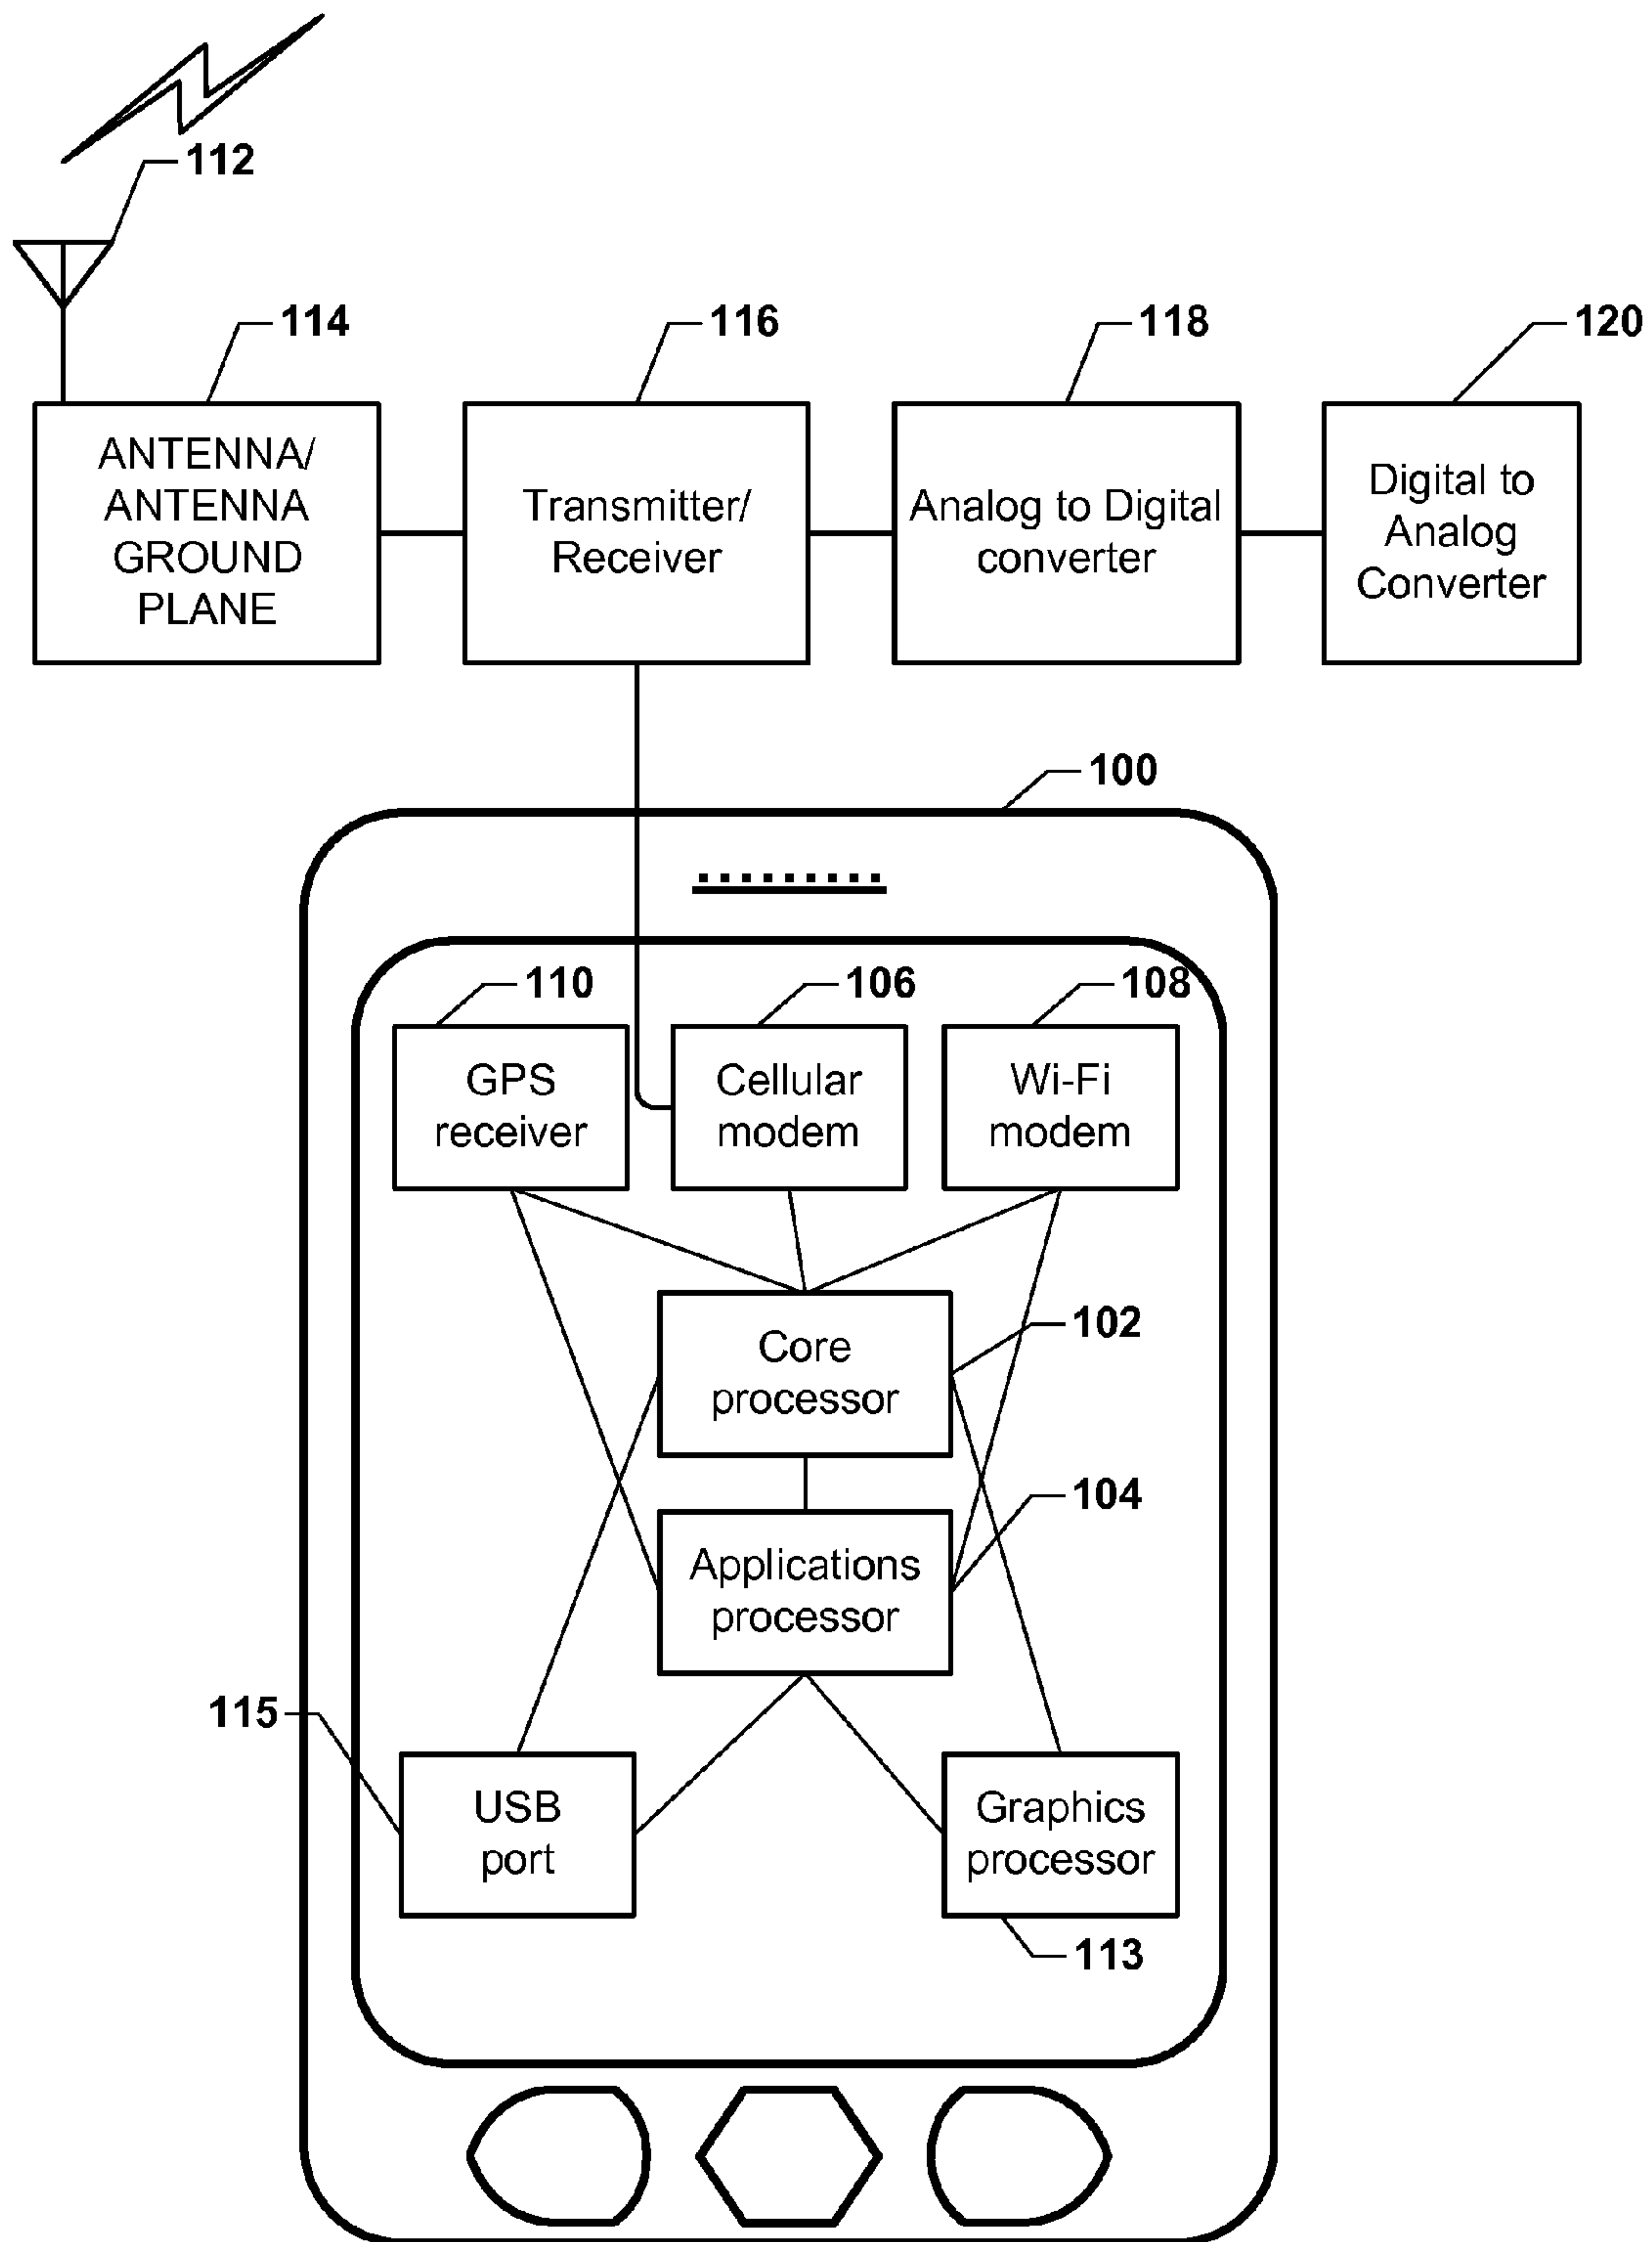 112
114
116
118
120
ANTENNA/
ANTENNA
GROUND
PLANE
Transmitter/
Receiver
Analog to Digital
converter
Digital to
Analog
Converter
100
110
106
108
GPS
receiver
Cellular
modem
Wi-Fi
modem
102
Core
processor
104
Applications
processor
115
USB
port
Graphics
processor
113